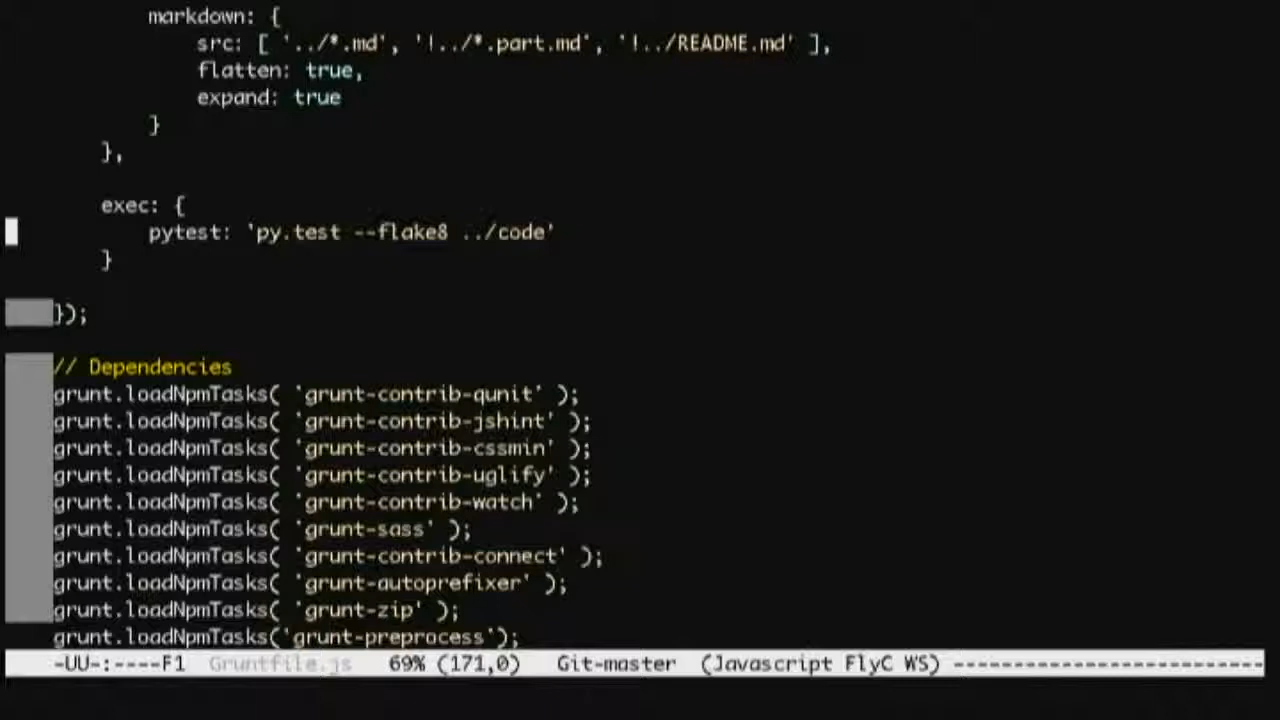 markdown: {
src: [ '../*.md', '!../*.part.md', '!../README.md' ],
flatten: true,
expand: true
}
},
exec: {
pytest: 'py.test --flake8 ../code'
}
});
// Dependencies
grunt.loadNpmTasks( 'grunt-contrib-qunit' );
grunt.loadNpmTasks( 'grunt-contrib-jshint' );
grunt.loadNpmTasks( 'grunt-contrib-cssmin' );
grunt.loadNpmTasks( 'grunt-contrib-uglify' );
grunt.loadNpmTasks( 'grunt-contrib-watch' );
grunt.loadNpmTasks( 'grunt-sass' );
grunt.loadNpmTasks( 'grunt-contrib-connect' );
grunt.loadNpmTasks( 'grunt-autoprefixer' );
grunt.loadNpmTasks( 'grunt-zip' );
grunt.loadNpmTasks('grunt-preprocess');
-UU-:----F1 Gruntfile.js 69% (171,0) Git-master (Javascript FlyC WS) --------------------------